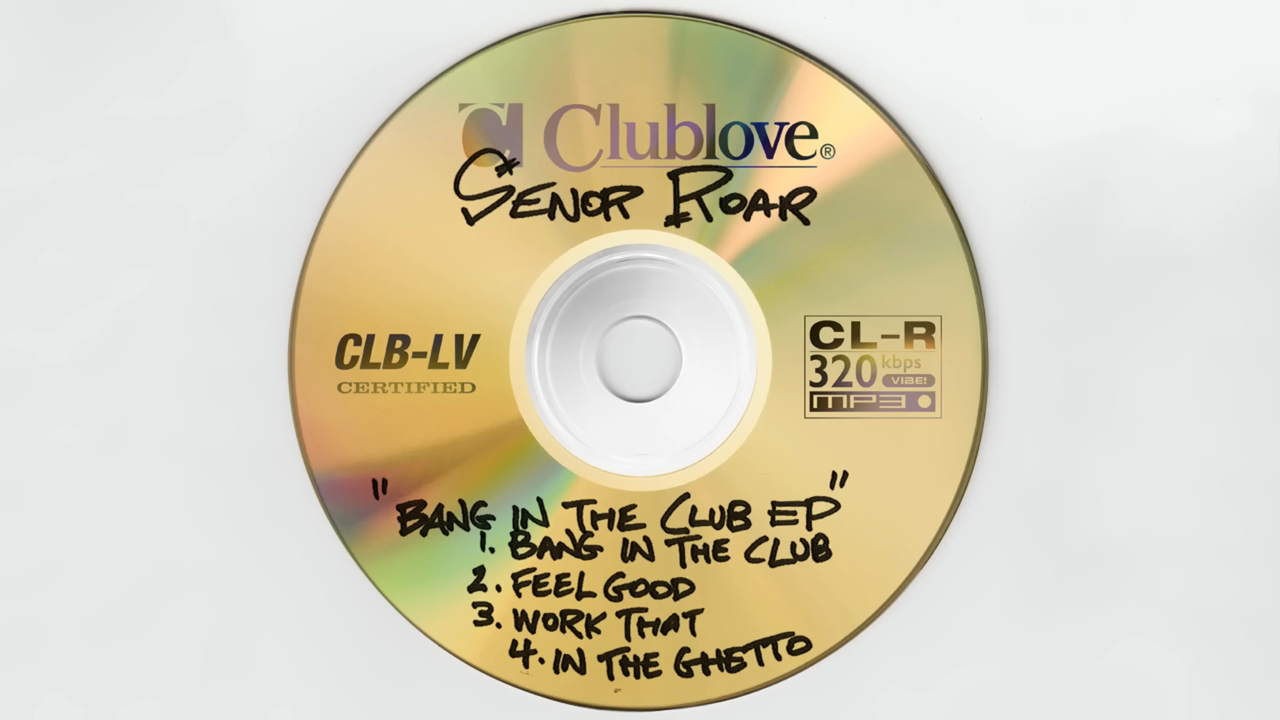 Clublove®
SENOR ROAR
CLB-LV
CERTIFIED
CL-R
320 kbps
VIBE!
MP3
"BANG IN THE CLUB EP"
1. BANG IN THE CLUB
2. FEEL GOOD
3. WORK THAT
4. IN THE GHETTO